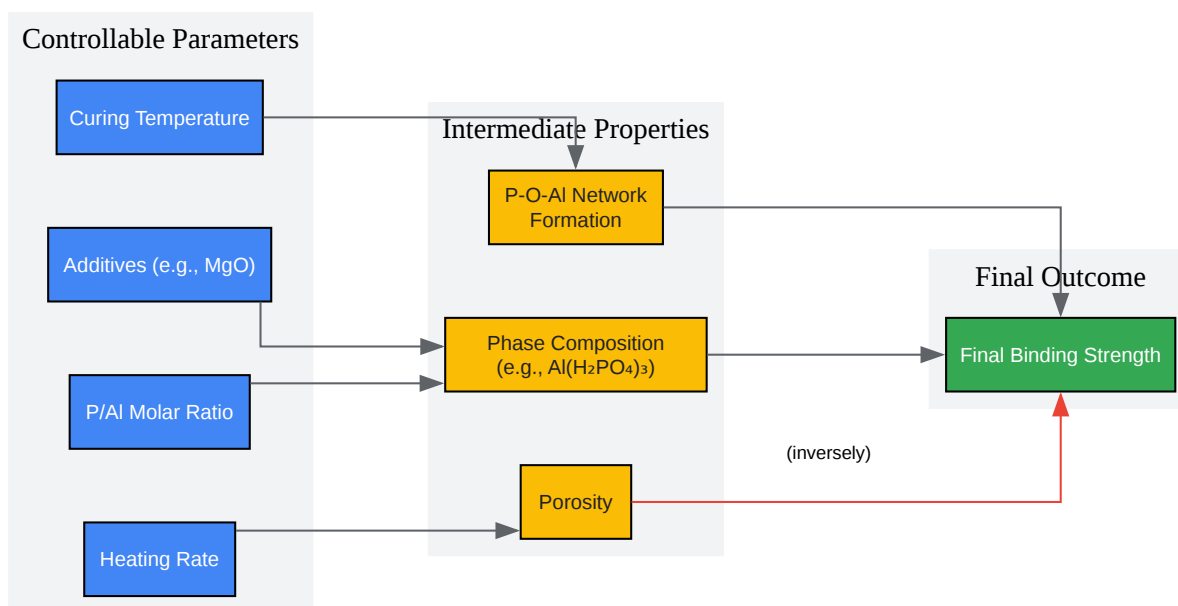 Controllable Parameters
Curing Temperature
Additives (e.g., MgO)
P/Al Molar Ratio
Heating Rate
Intermediate Properties
P-O-Al Network
Formation
Phase Composition
(e.g., Al(H₂PO₄)₃)
Porosity
(inversely)
Final Outcome
Final Binding Strength